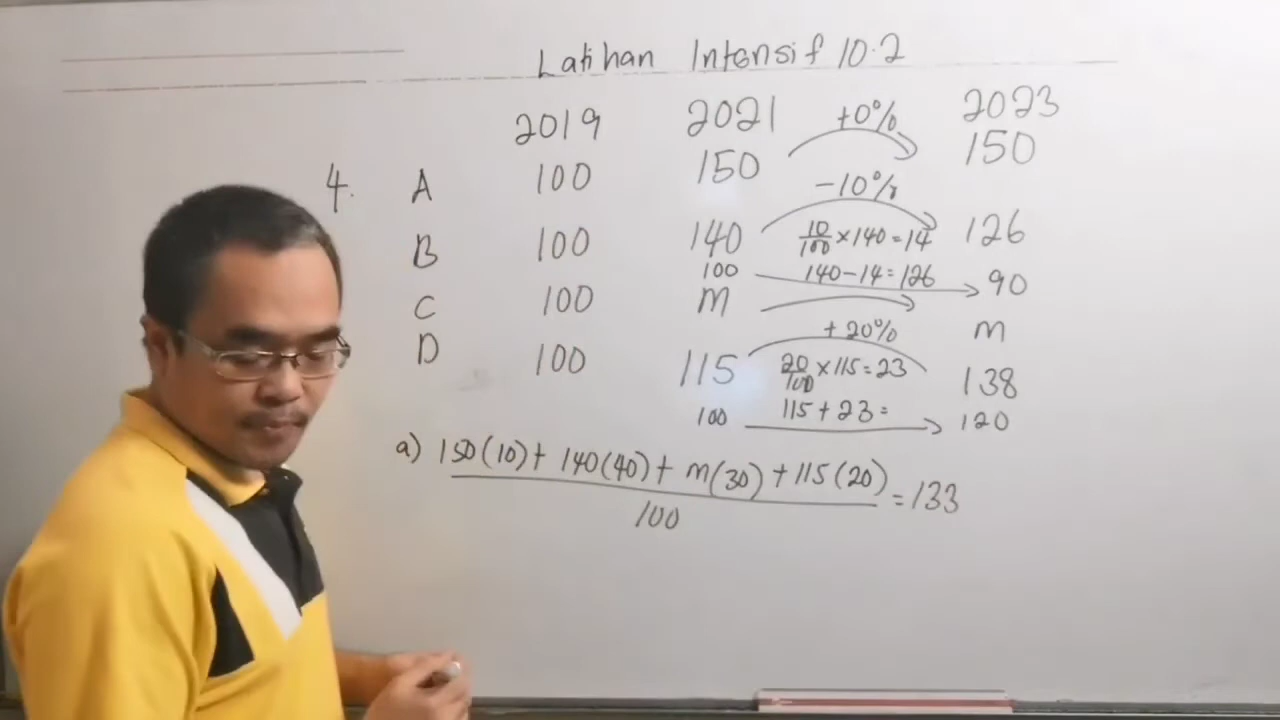 Latihan Intensif 10.2
2019 2021 +0% 2023
4. A 100 150 150
-10%
B 100 140 10/100 × 140 = 14 126
100 140 - 14 = 126 90
C 100 m m
+20%
D 100 115 20/100 × 115 = 23 138
100 115 + 23 = 120
a) 150(10) + 140(40) + m(30) + 115(20) = 133
100